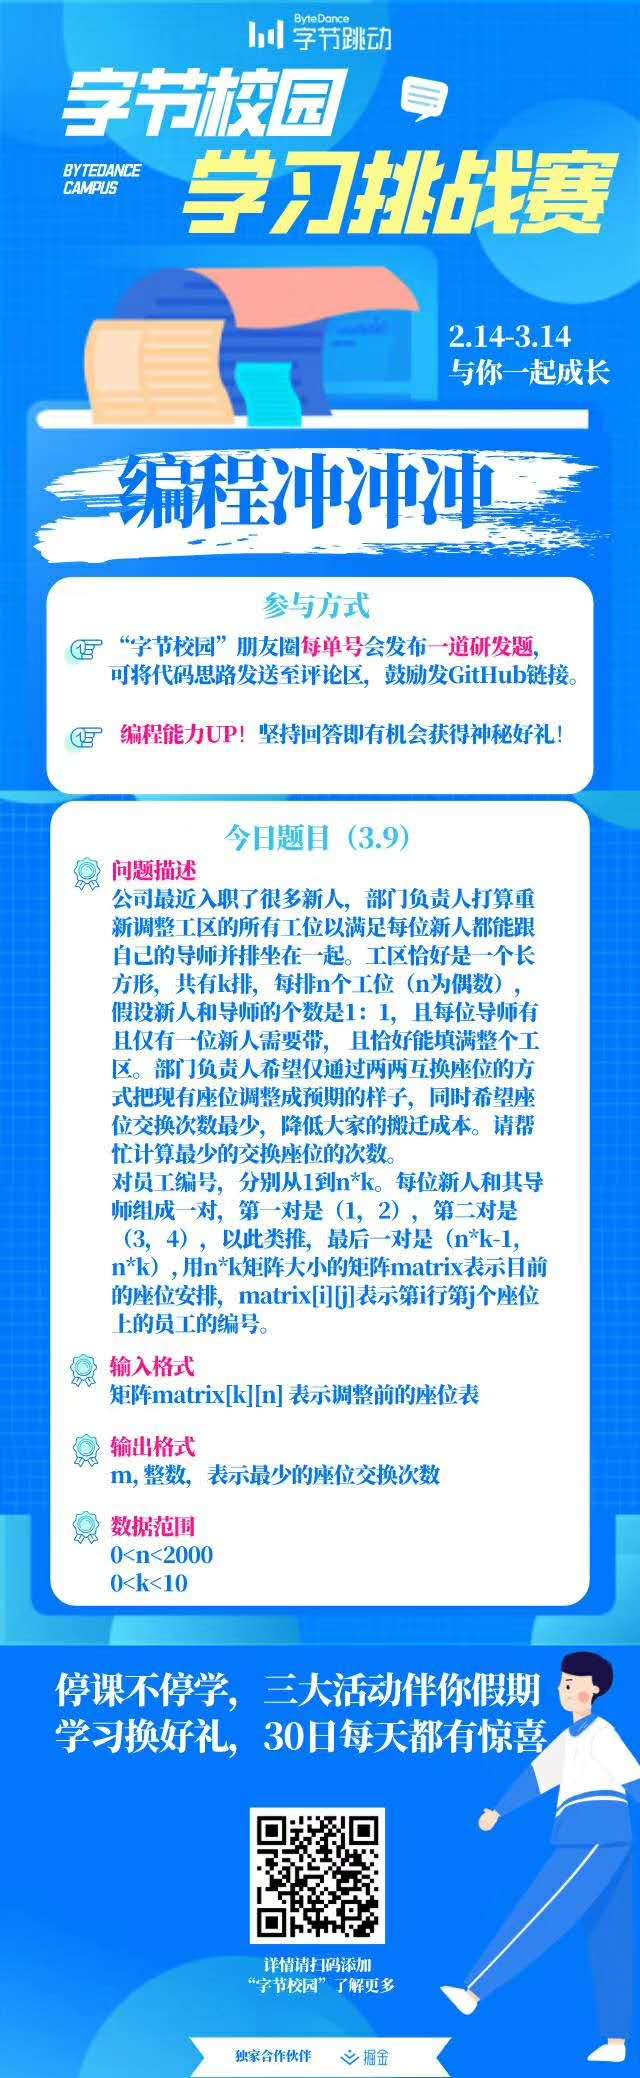 ByteDance
字节跳动
字节校园
BYTEDANCE
CAMPUS
学习挑战赛
2.14-3.14
与你一起成长
编程冲冲冲
参与方式
“字节校园”朋友圈每单号会发布一道研发题,
可将代码思路发送至评论区，鼓励发GitHub链接。
编程能力UP！坚持回答即有机会获得神秘好礼！
今日题目（3.9）
问题描述
公司最近入职了很多新人，部门负责人打算重
新调整工区的所有工位以满足每位新人都能跟
自己的导师并排坐在一起。工区恰好是一个长
方形，共有k排，每排n个工位（n为偶数），
假设新人和导师的个数是1：1，且每位导师有
且仅有一位新人需要带， 且恰好能填满整个工
区。部门负责人希望仅通过两两互换座位的方
式把现有座位调整成预期的样子，同时希望座
位交换次数最少，降低大家的搬迁成本。请帮
忙计算最少的交换座位的次数。
对员工编号，分别从1到n*k。每位新人和其导
师组成一对，第一对是（1，2），第二对是
（3，4），以此类推，最后一对是（n*k-1，
n*k）, 用n*k矩阵大小的矩阵matrix表示目前
的座位安排，matrix[i][j]表示第i行第j个座位
上的员工的编号。
输入格式
矩阵matrix[k][n] 表示调整前的座位表
输出格式
m, 整数，表示最少的座位交换次数
数据范围
0<n<2000
0<k<10
停课不停学，三大活动伴你假期
学习换好礼，30日每天都有惊喜
详情请扫码添加
“字节校园”了解更多
独家合作伙伴 掘金